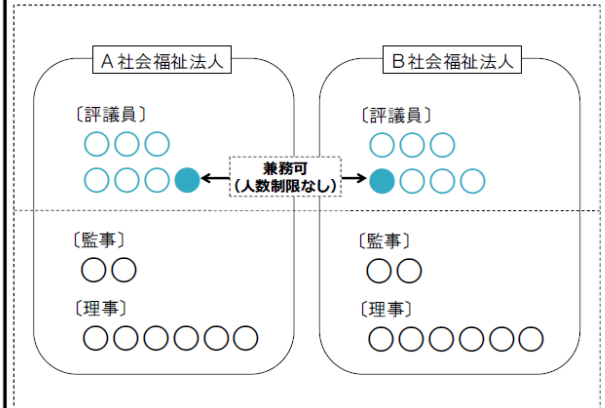 A社会福祉法人
B社会福祉法人
〔評議員〕
〔評議員〕
兼務可
(人数制限なし)
〔監事〕
〔監事〕
〔理事〕
〔理事〕